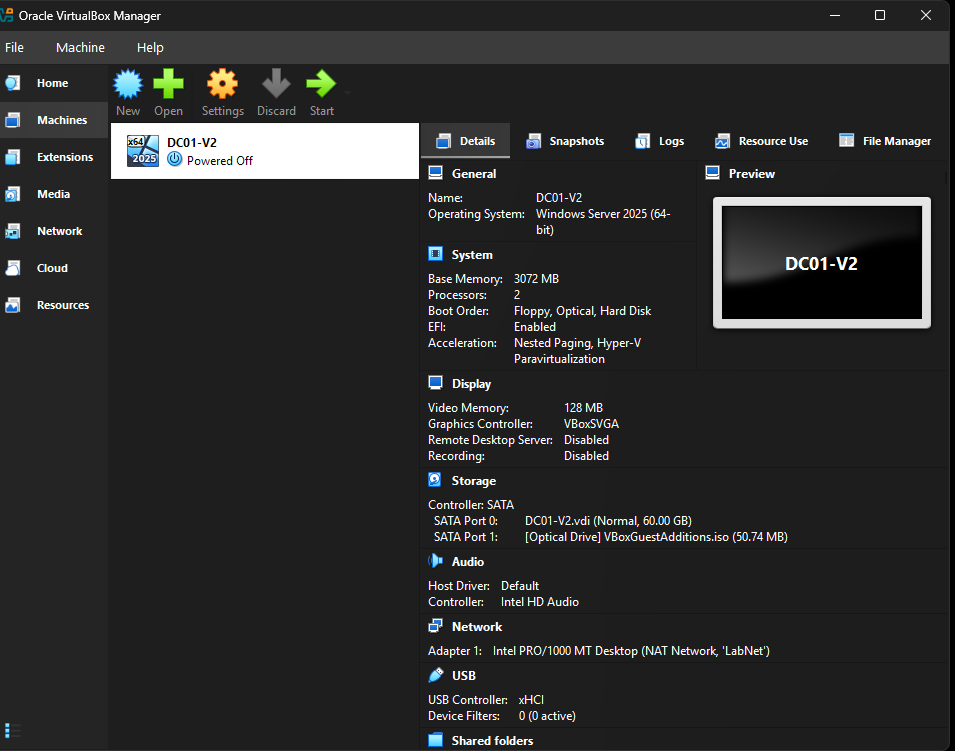 Oracle VirtualBox Manager
File Machine Help
Home
Machines
Extensions
Media
Network
Cloud
Resources
New Open Settings Discard Start
x64 2025
DC01-V2
Powered Off
Details Snapshots Logs Resource Use File Manager
General
Name: DC01-V2
Operating System: Windows Server 2025 (64-
bit)
Preview
DC01-V2
System
Base Memory: 3072 MB
Processors: 2
Boot Order: Floppy, Optical, Hard Disk
EFI: Enabled
Acceleration: Nested Paging, Hyper-V
Paravirtualization
Display
Video Memory: 128 MB
Graphics Controller: VBoxSVGA
Remote Desktop Server: Disabled
Recording: Disabled
Storage
Controller: SATA
SATA Port 0: DC01-V2.vdi (Normal, 60.00 GB)
SATA Port 1: [Optical Drive] VBoxGuestAdditions.iso (50.74 MB)
Audio
Host Driver: Default
Controller: Intel HD Audio
Network
Adapter 1: Intel PRO/1000 MT Desktop (NAT Network, 'LabNet')
USB
USB Controller: xHCI
Device Filters: 0 (0 active)
Shared folders